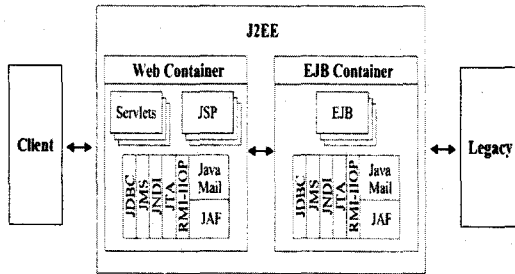 J2EE
Web Container
EJB Container
Servlets
JSP
EJB
Client
Legacy
JDBC
JMS
JNDI
JTA
RMI-IIOP
Java
Mail
JAF
JDBC
JMS
JNDI
JTA
RMI-IIOP
Java
Mail
JAF